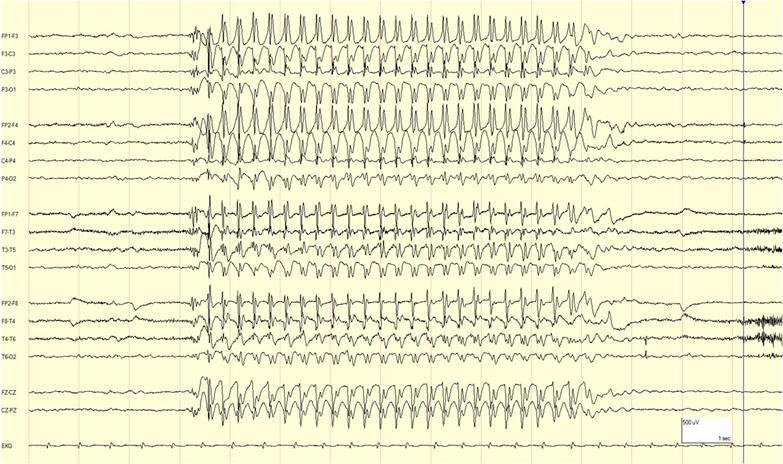 FP1-F3
F3-C3
C3-P3
P3-O1
FP2-F4
F4-C4
C4-P4
P4-O2
FP1-F7
F7-T3
T3-T5
T5-O1
FP2-F8
F8-T4
T4-T6
T6-O2
FZ-CZ
CZ-PZ
500 uV
1 sec
EKG